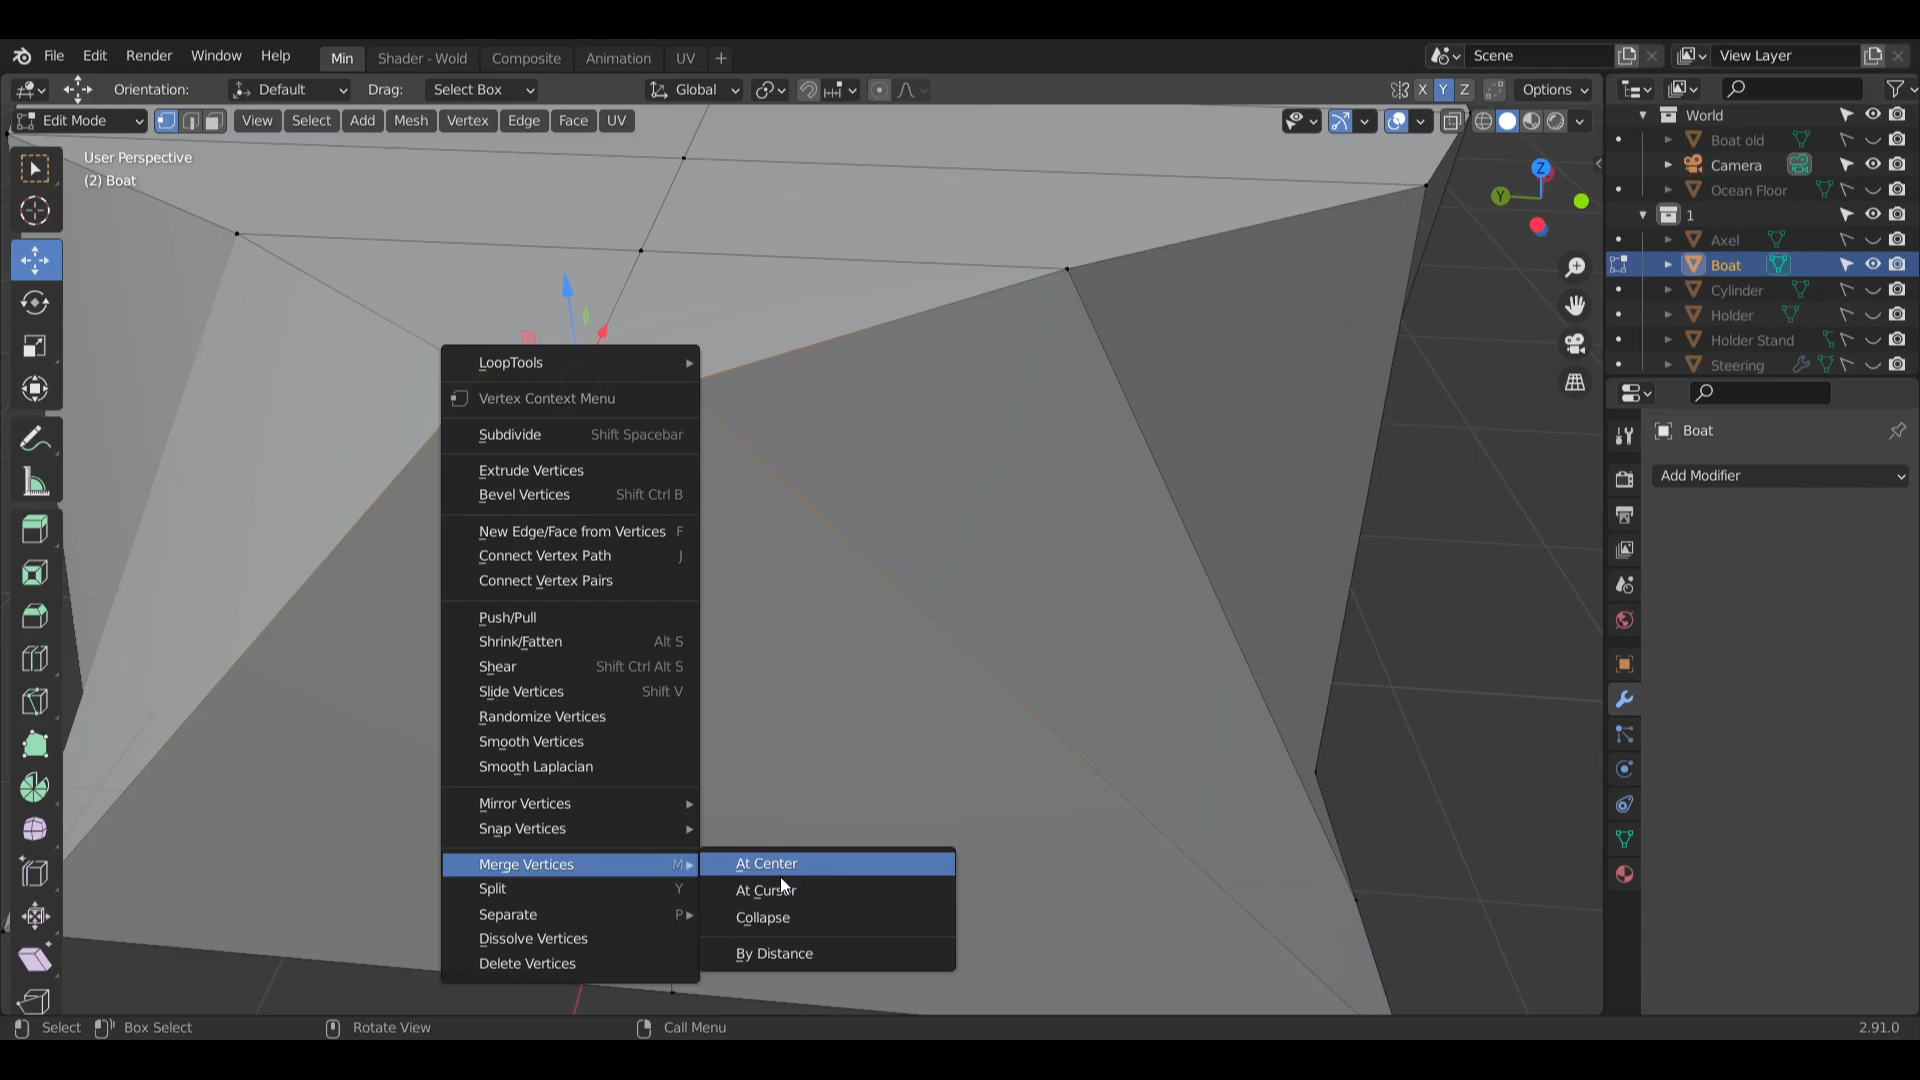 File Edit Render Window Help Min Shader - Wold Composite Animation UV + Scene View Layer
Orientation: Default Drag: Select Box Global X Y Z Options
Edit Mode View Select Add Mesh Vertex Edge Face UV
User Perspective
(2) Boat
Z
Y
LoopTools
Vertex Context Menu
Subdivide Shift Spacebar
Extrude Vertices
Bevel Vertices Shift Ctrl B
New Edge/Face from Vertices F
Connect Vertex Path J
Connect Vertex Pairs
Push/Pull
Shrink/Fatten Alt S
Shear Shift Ctrl Alt S
Slide Vertices Shift V
Randomize Vertices
Smooth Vertices
Smooth Laplacian
Mirror Vertices
Snap Vertices
Merge Vertices M
Split Y
Separate P
Dissolve Vertices
Delete Vertices
At Center
At Cursor
Collapse
By Distance
World
Boat old
Camera
Ocean Floor
1
Axel
Boat
Cylinder
Holder
Holder Stand
Steering
Boat
Add Modifier
Select Box Select Rotate View Call Menu 2.91.0